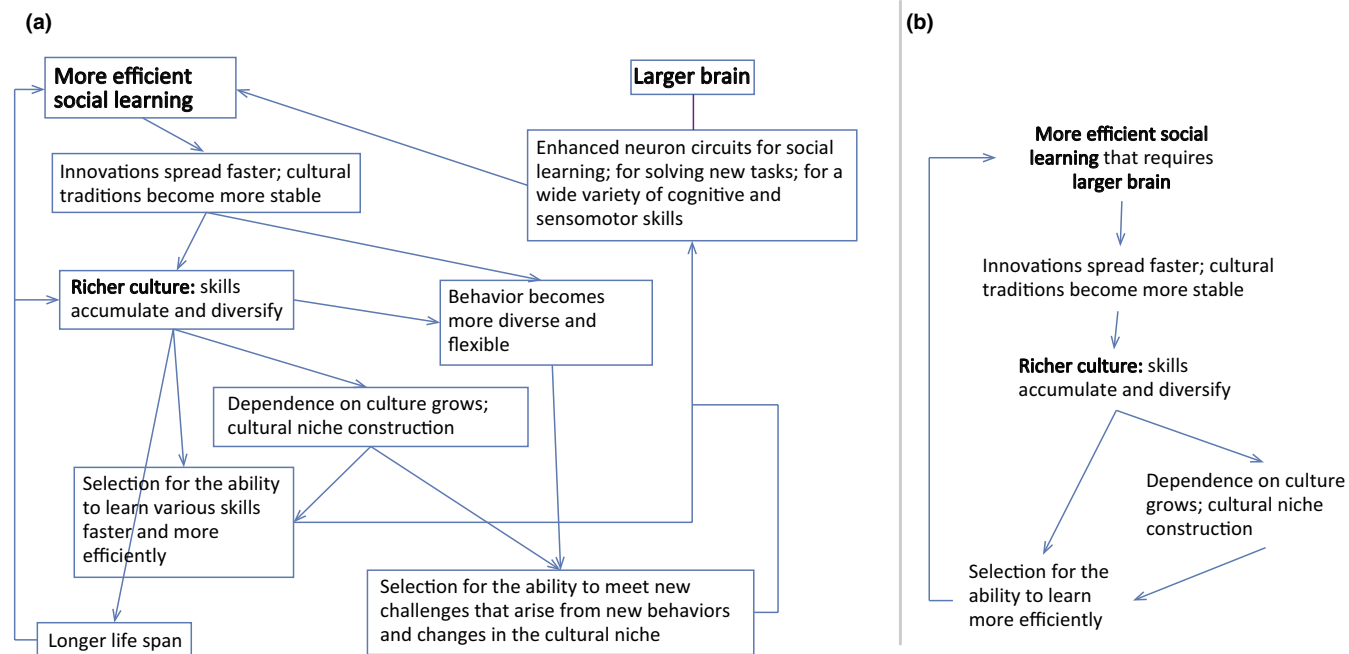 (a)
More efficient
social learning
Larger brain
Enhanced neuron circuits for social
learning; for solving new tasks; for a
wide variety of cognitive and
sensomotor skills
Innovations spread faster; cultural
traditions become more stable
Richer culture: skills
accumulate and diversify
Behavior becomes
more diverse and
flexible
Dependence on culture grows;
cultural niche construction
Selection for the ability
to learn various skills
faster and more
efficiently
Selection for the ability to meet new
challenges that arise from new behaviors
and changes in the cultural niche
Longer life span
(b)
More efficient social
learning that requires
larger brain
Innovations spread faster; cultural
traditions become more stable
Richer culture: skills
accumulate and diversify
Dependence on culture
grows; cultural niche
construction
Selection for the
ability to learn
more efficiently